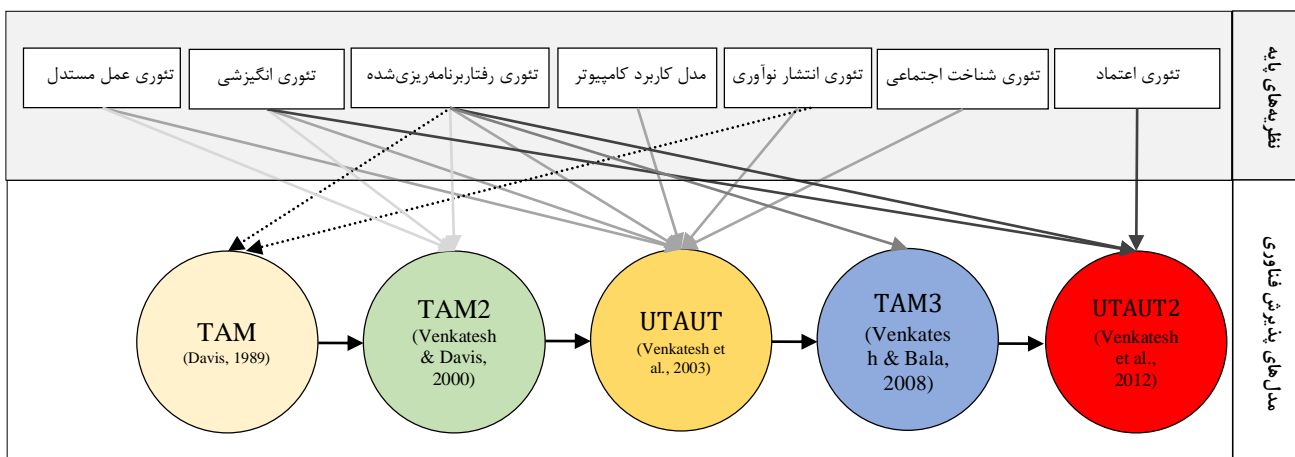 نظریه‌های پایه
تئوری اعتماد
تئوری شناخت اجتماعی
تئوری انتشار نوآوری
مدل کاربرد کامپیوتر
تئوری رفتاربرنامه‌ریزی‌شده
تئوری انگیزشی
تئوری عمل مستدل
مدل‌های پذیرش فناوری
TAM
(Davis, 1989)
TAM2
(Venkatesh
& Davis,
2000)
UTAUT
(Venkatesh et
al., 2003)
TAM3
(Venkates
h & Bala,
2008)
UTAUT2
(Venkatesh
et al.,
2012)